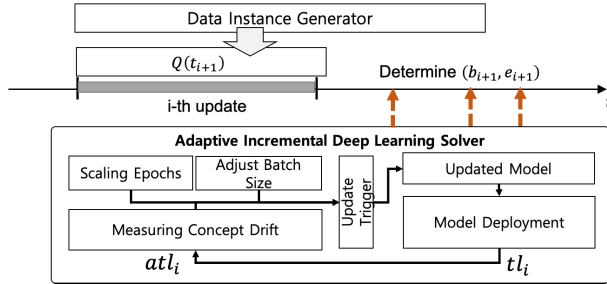 Data Instance Generator
Q(t_{i+1})
i-th update
Determine (b_{i+1}, e_{i+1})
Adaptive Incremental Deep Learning Solver
Scaling Epochs
Adjust Batch
Size
Update
Trigger
Updated Model
Measuring Concept Drift
Model Deployment
atl_i
tl_i